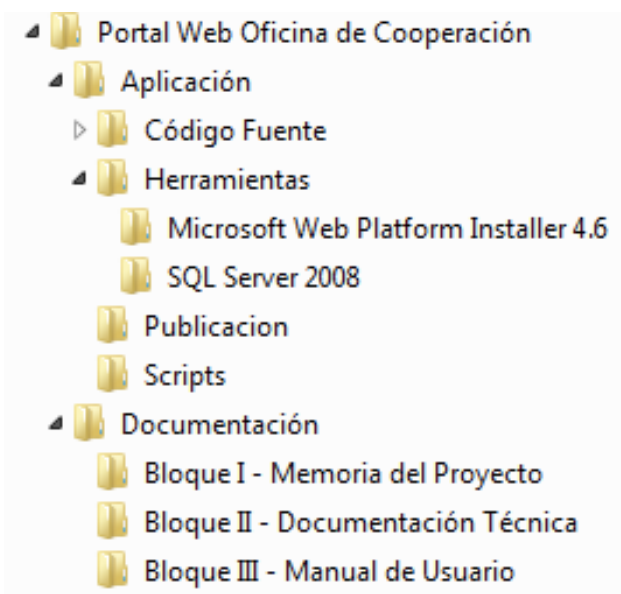 Portal Web Oficina de Cooperación
Aplicación
Código Fuente
Herramientas
Microsoft Web Platform Installer 4.6
SQL Server 2008
Publicacion
Scripts
Documentación
Bloque I - Memoria del Proyecto
Bloque II - Documentación Técnica
Bloque III - Manual de Usuario